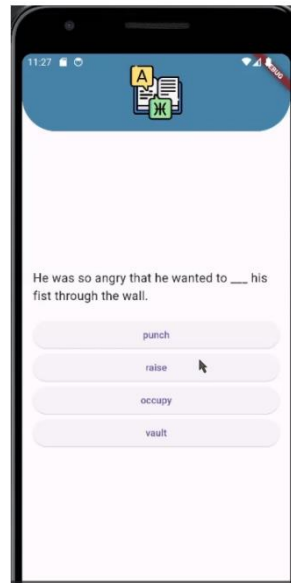 11:27
DEBUG
A
Ж
He was so angry that he wanted to ___ his
fist through the wall.
punch
raise
occupy
vault